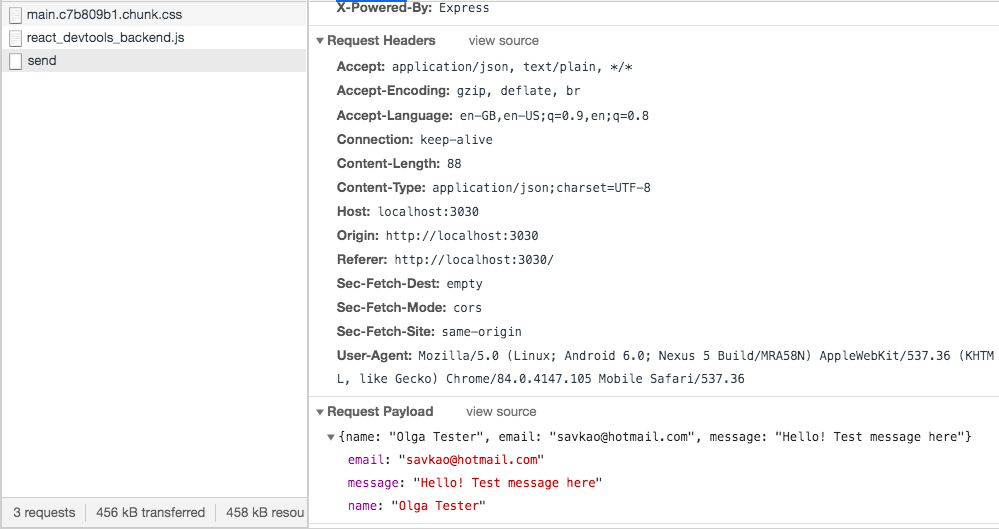 main.c7b809b1.chunk.css
react_devtools_backend.js
send
3 requests 456 kB transferred 458 kB resou
X-Powered-By: Express
Request Headers view source
Accept: application/json, text/plain, */*
Accept-Encoding: gzip, deflate, br
Accept-Language: en-GB,en-US;q=0.9,en;q=0.8
Connection: keep-alive
Content-Length: 88
Content-Type: application/json;charset=UTF-8
Host: localhost:3030
Origin: http://localhost:3030
Referer: http://localhost:3030/
Sec-Fetch-Dest: empty
Sec-Fetch-Mode: cors
Sec-Fetch-Site: same-origin
User-Agent: Mozilla/5.0 (Linux; Android 6.0; Nexus 5 Build/MRA58N) AppleWebKit/537.36 (KHTM
L, like Gecko) Chrome/84.0.4147.105 Mobile Safari/537.36
Request Payload view source
{name: "Olga Tester", email: "savkao@hotmail.com", message: "Hello! Test message here"}
email: "savkao@hotmail.com"
message: "Hello! Test message here"
name: "Olga Tester"